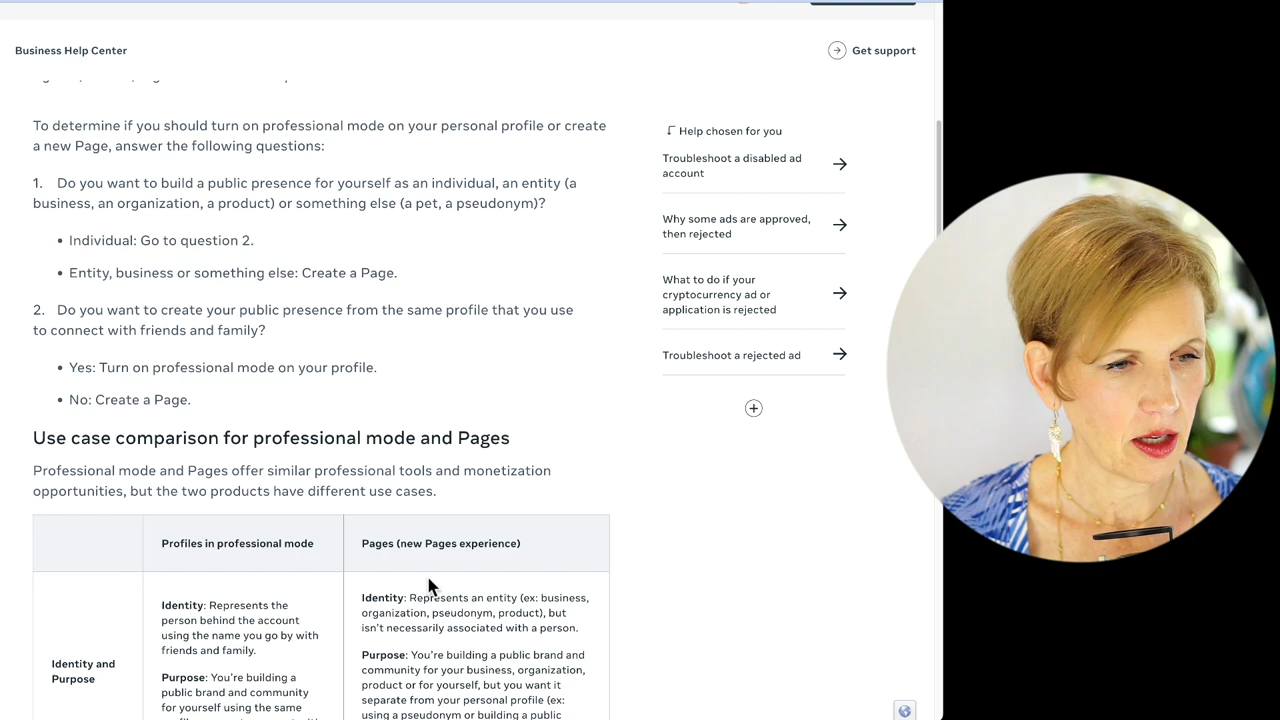 Business Help Center
Get support
To determine if you should turn on professional mode on your personal profile or create
a new Page, answer the following questions:
1. Do you want to build a public presence for yourself as an individual, an entity (a
business, an organization, a product) or something else (a pet, a pseudonym)?
• Individual: Go to question 2.
• Entity, business or something else: Create a Page.
2. Do you want to create your public presence from the same profile that you use
to connect with friends and family?
• Yes: Turn on professional mode on your profile.
• No: Create a Page.
Use case comparison for professional mode and Pages
Professional mode and Pages offer similar professional tools and monetization
opportunities, but the two products have different use cases.
Profiles in professional mode
Pages (new Pages experience)
Identity and
Purpose
Identity: Represents the
person behind the account
using the name you go by with
friends and family.
Purpose: You're building a
public brand and community
for yourself using the same
Identity: Represents an entity (ex: business,
organization, pseudonym, product), but
isn't necessarily associated with a person.
Purpose: You're building a public brand and
community for your business, organization,
product or for yourself, but you want it
separate from your personal profile (ex:
using a pseudonym or building a public
Help chosen for you
Troubleshoot a disabled ad
account
Why some ads are approved,
then rejected
What to do if your
cryptocurrency ad or
application is rejected
Troubleshoot a rejected ad